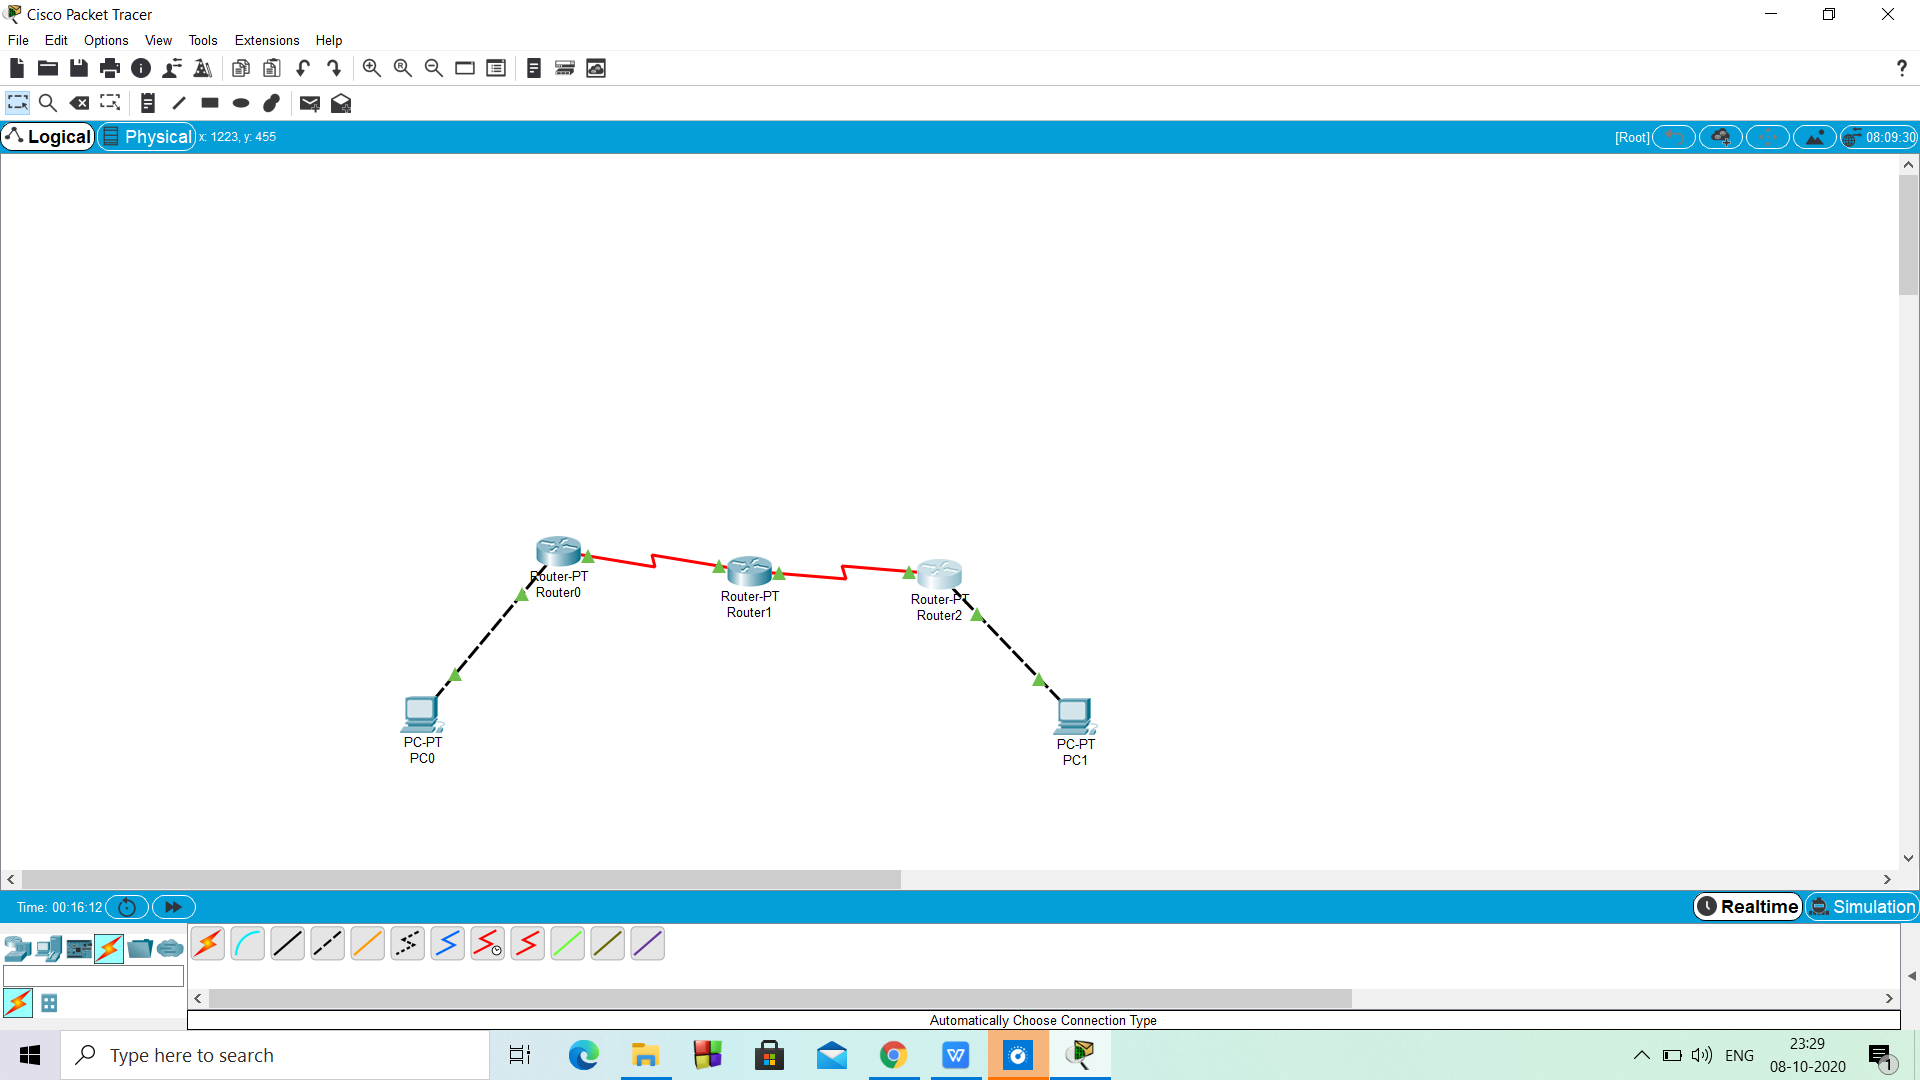 Cisco Packet Tracer
File Edit Options View Tools Extensions Help
?
Logical Physical x: 1223, y: 455 [Root] 08:09:30
Router-PT
Router0
Router-PT
Router1
Router-PT
Router2
PC-PT
PC0
PC-PT
PC1
Time: 00:16:12 Realtime Simulation
Automatically Choose Connection Type
Type here to search
ENG
23:29
08-10-2020
1